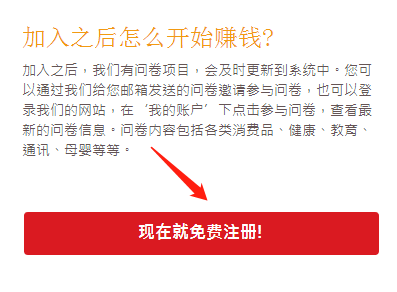 加入之后怎么开始赚钱?
加入之后，我们有问卷项目，会及时更新到系统中。您可
以通过我们给您邮箱发送的问卷邀请参与问卷，也可以登
录我们的网站，在‘我的账户’下点击参与问卷，查看最
新的问卷信息。问卷内容包括各类消费品、健康、教育、
通讯、母婴等等。
现在就免费注册!